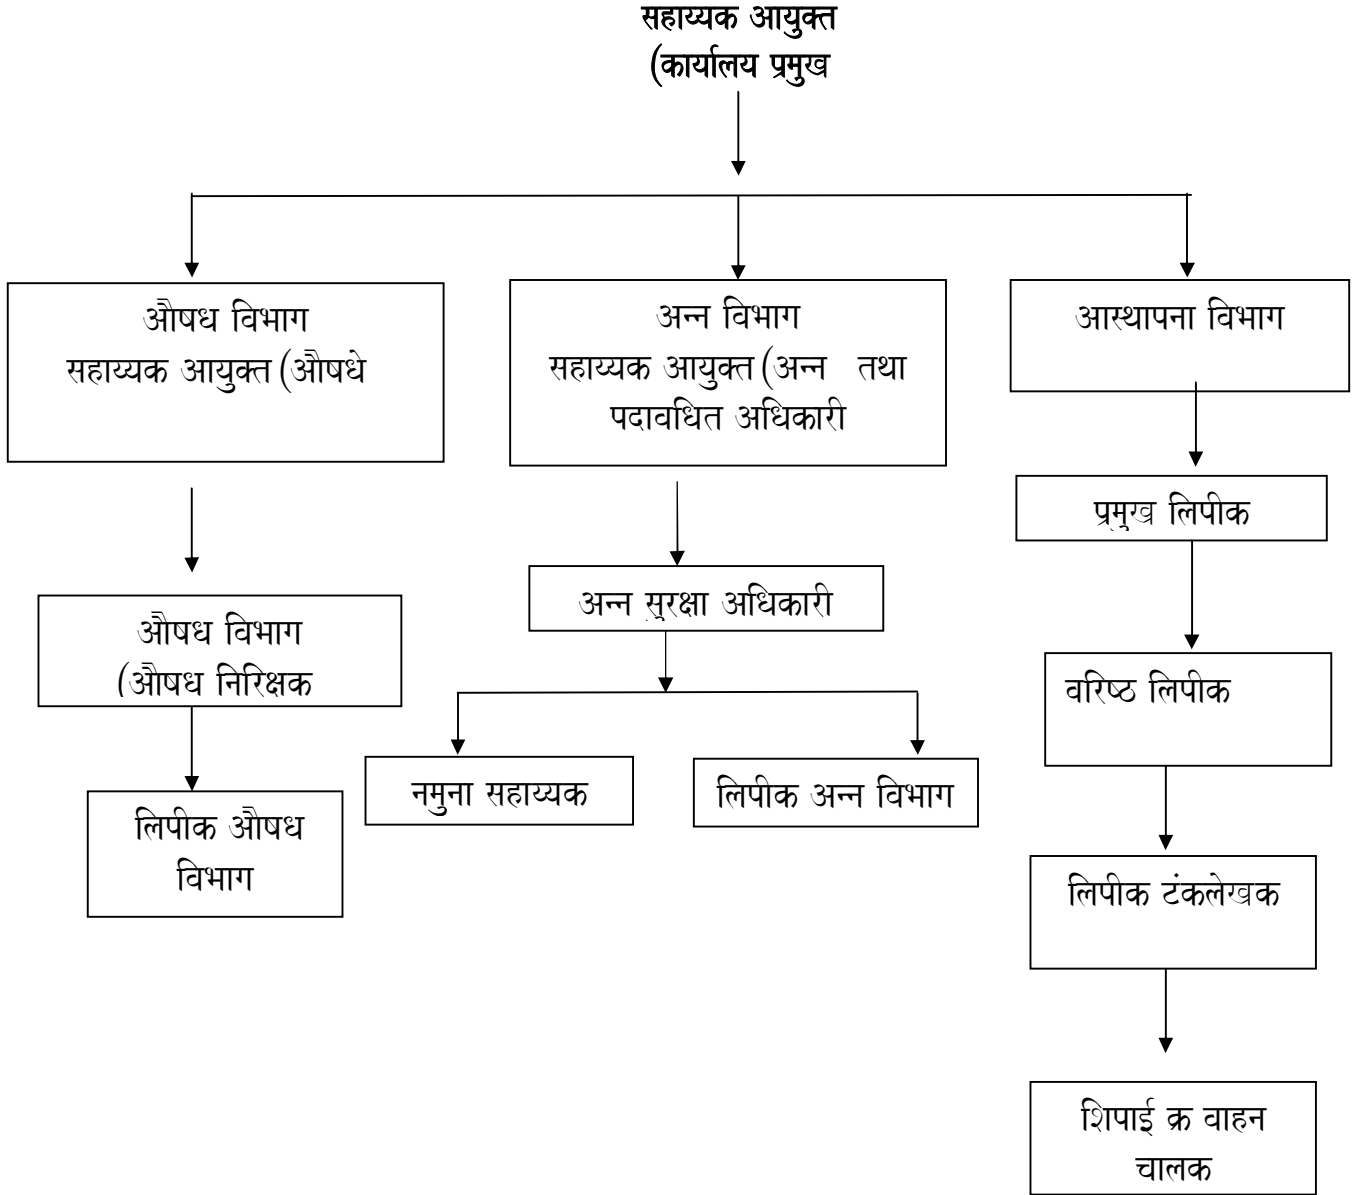 सहाय्यक आयुक्त
(कार्यालय प्रमुख
औषध विभाग
सहाय्यक आयुक्त (औषधे
अन्न विभाग
सहाय्यक आयुक्त (अन्न तथा
पदावधित अधिकारी
आस्थापना विभाग
प्रमुख लिपीक
अन्न सुरक्षा अधिकारी
औषध विभाग
(औषध निरिक्षक
वरिष्ठ लिपीक
नमुना सहाय्यक
लिपीक अन्न विभाग
लिपीक औषध
विभाग
लिपीक टंकलेखक
शिपाई क्र वाहन
चालक